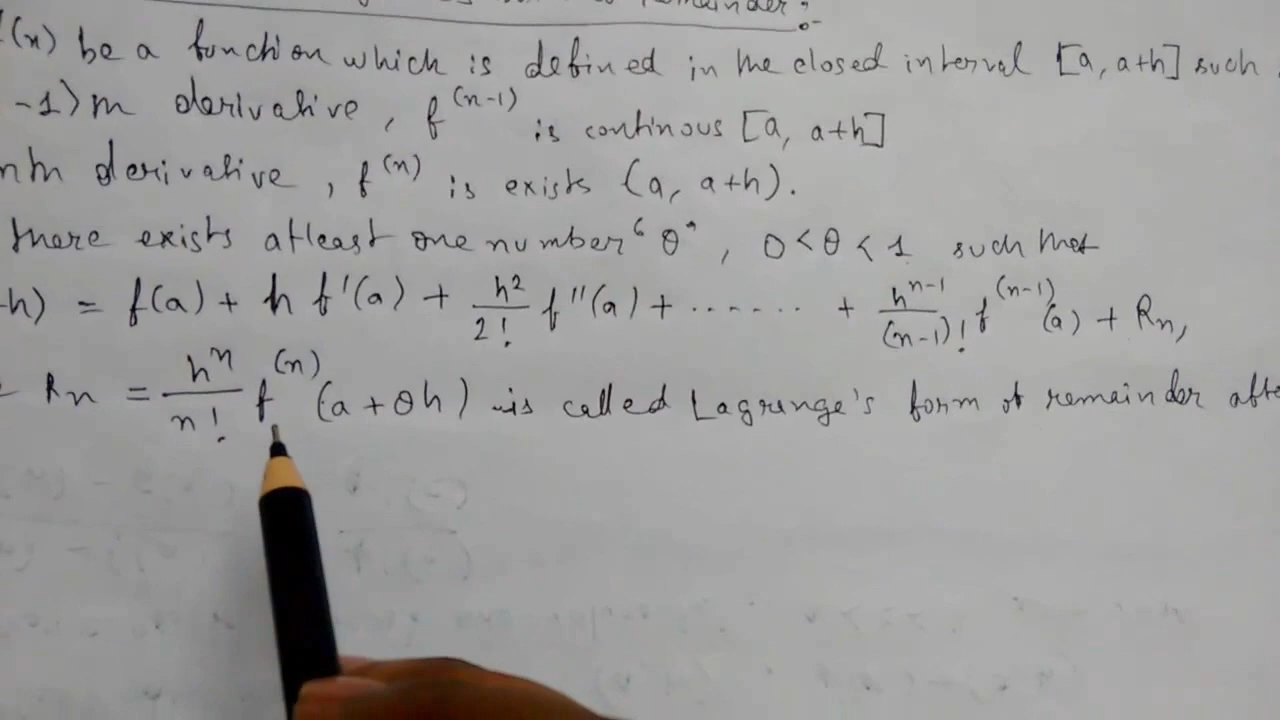 remainder :-
f(x) be a function which is defined in the closed interval [a, a+h] such
-1)th derivative, f^(n-1) is continous [a, a+h]
nth derivative, f^(n) is exists (a, a+h).
there exists atleast one number "θ", 0<θ<1 such that
h) = f(a) + h f'(a) + h²/2! f''(a) + ....... + h^(n-1)/(n-1)! f^(n-1)(a) + Rn,
Rn = h^n/n! f^(n) (a+θh) is called Lagrange's form of remainder afte